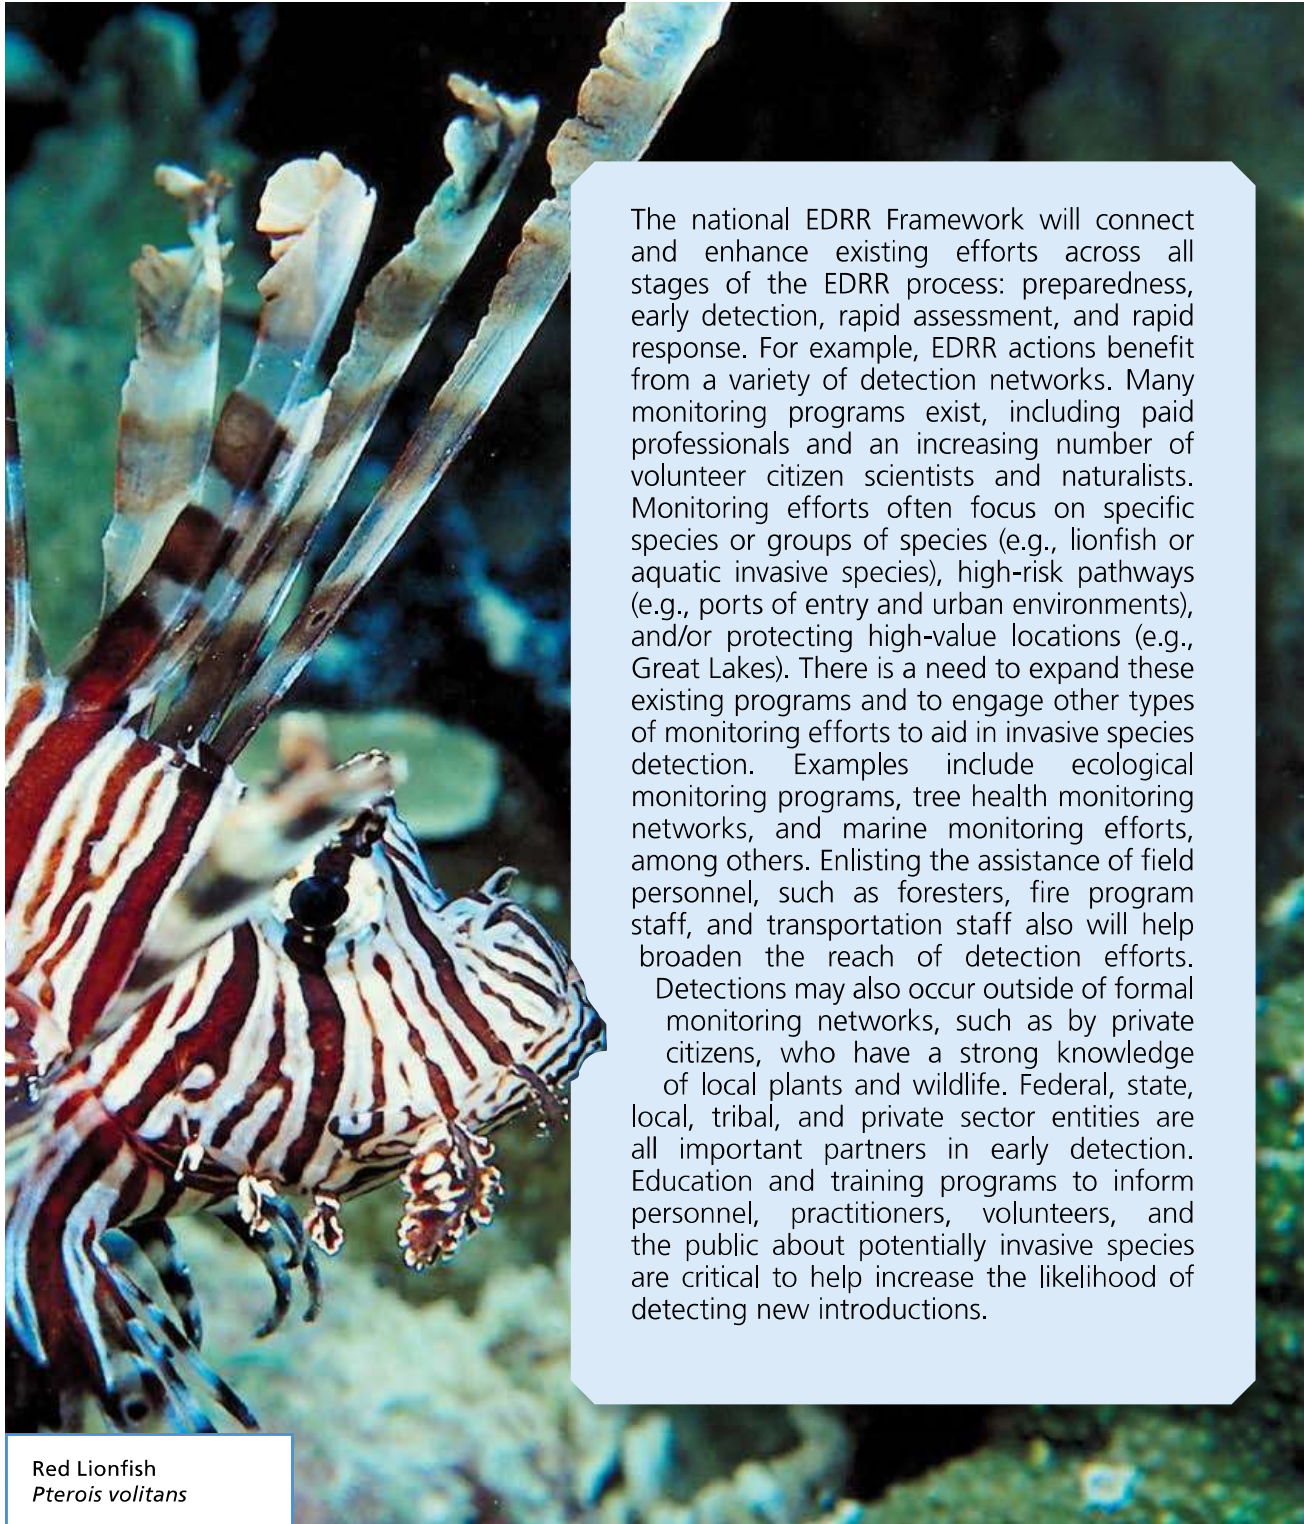 The national EDRR Framework will connect
and enhance existing efforts across all
stages of the EDRR process: preparedness,
early detection, rapid assessment, and rapid
response. For example, EDRR actions benefit
from a variety of detection networks. Many
monitoring programs exist, including paid
professionals and an increasing number of
volunteer citizen scientists and naturalists.
Monitoring efforts often focus on specific
species or groups of species (e.g., lionfish or
aquatic invasive species), high-risk pathways
(e.g., ports of entry and urban environments),
and/or protecting high-value locations (e.g.,
Great Lakes). There is a need to expand these
existing programs and to engage other types
of monitoring efforts to aid in invasive species
detection. Examples include ecological
monitoring programs, tree health monitoring
networks, and marine monitoring efforts,
among others. Enlisting the assistance of field
personnel, such as foresters, fire program
staff, and transportation staff also will help
broaden the reach of detection efforts.
Detections may also occur outside of formal
monitoring networks, such as by private
citizens, who have a strong knowledge
of local plants and wildlife. Federal, state,
local, tribal, and private sector entities are
all important partners in early detection.
Education and training programs to inform
personnel, practitioners, volunteers, and
the public about potentially invasive species
are critical to help increase the likelihood of
detecting new introductions.
Red Lionfish
Pterois volitans